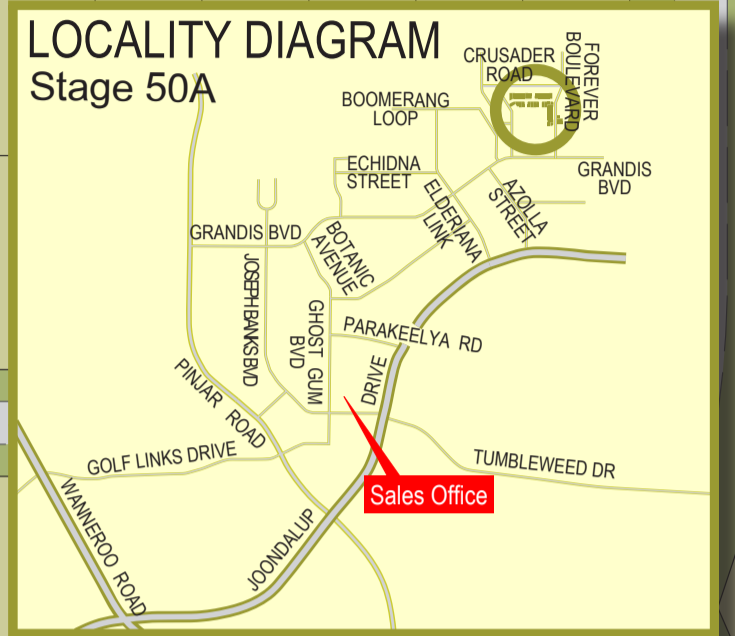 LOCALITY DIAGRAM
Stage 50A
CRUSADER
ROAD
FOREVER
BOULEVARD
BOOMERANG
LOOP
ECHIDNA
STREET
GRANDIS
BVD
AZOLLA
STREET
ELDERIANA
LINK
GRANDIS BVD
BOTANIC
AVENUE
JOSEPH BANKS BVD
GHOST GUM
BVD
PARAKEELYA RD
PINJAR ROAD
DRIVE
GOLF LINKS DRIVE
TUMBLEWEED DR
Sales Office
WANNEROO ROAD
JOONDALUP